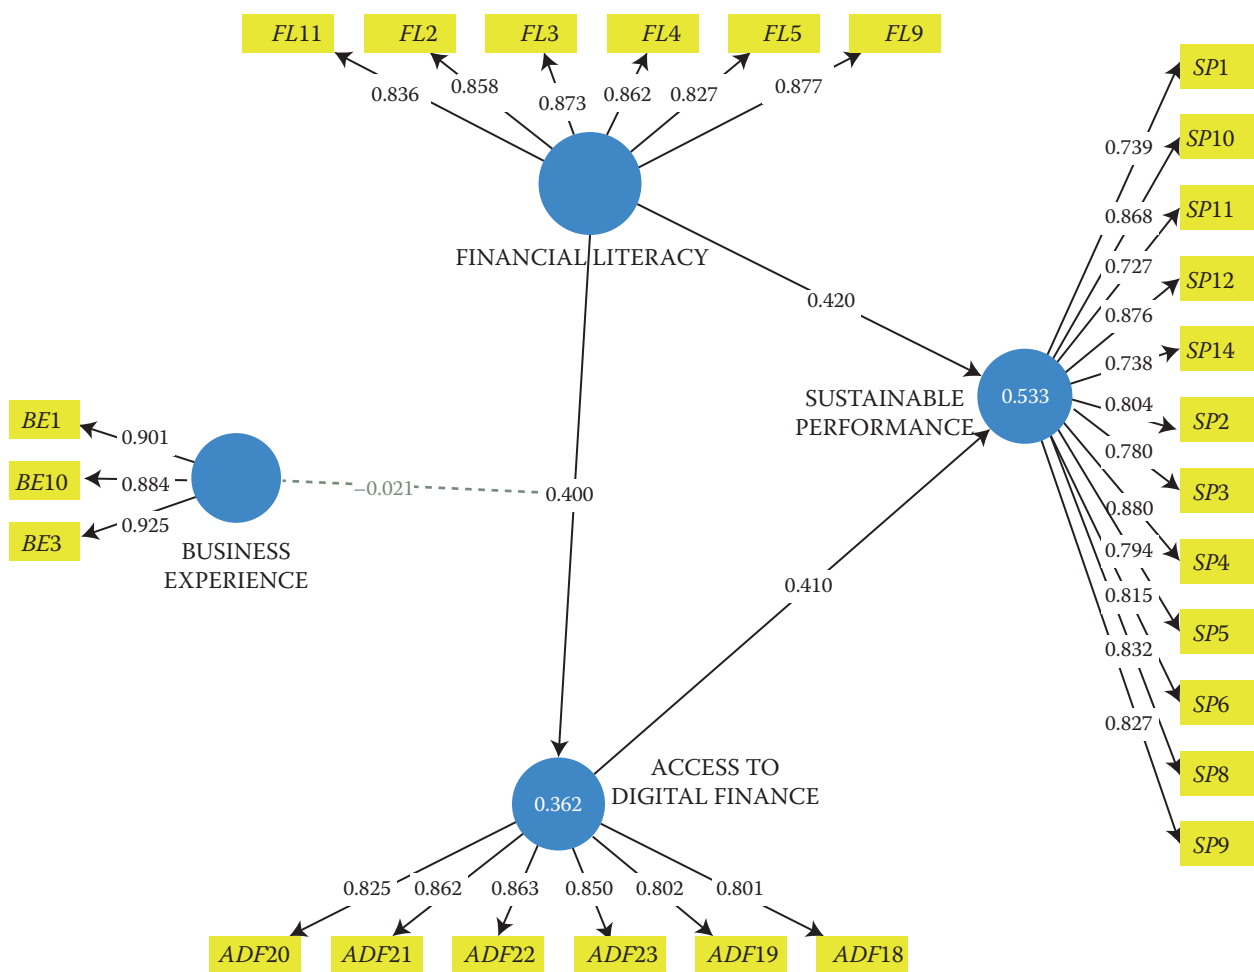 FL11 FL2 FL3 FL4 FL5 FL9
0.836 0.858 0.873 0.862 0.827 0.877
FINANCIAL LITERACY
0.420
SP1
SP10
SP11
SP12
SP14
SP2
SP3
SP4
SP5
SP6
SP8
SP9
0.739
0.868
0.727
0.876
0.738
0.804
0.780
0.880
0.794
0.815
0.832
0.827
0.533
SUSTAINABLE
PERFORMANCE
BE1
BE10
BE3
0.901
0.884
0.925
BUSINESS
EXPERIENCE
–0.021
0.400
0.410
ACCESS TO
DIGITAL FINANCE
0.362
0.825 0.862 0.863 0.850 0.802 0.801
ADF20 ADF21 ADF22 ADF23 ADF19 ADF18